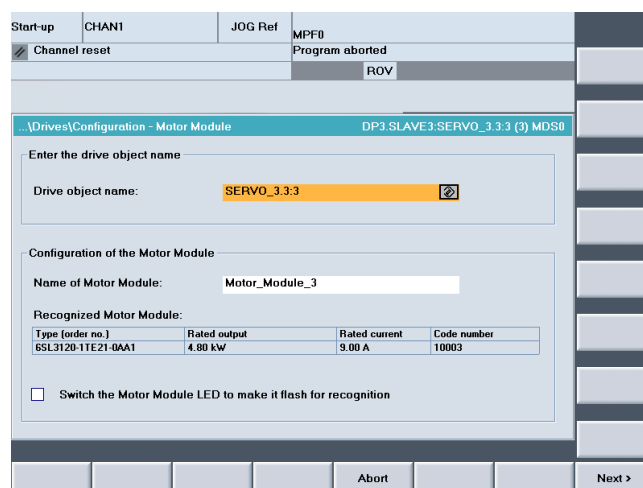 Start-up CHAN1 JOG Ref MPF0
Channel reset Program aborted
ROV
...\Drives\Configuration - Motor Module DP3.SLAVE3:SERVO_3.3:3 (3) MDS0
Enter the drive object name
Drive object name: SERVO_3.3:3
Configuration of the Motor Module
Name of Motor Module: Motor_Module_3
Recognized Motor Module:
Type (order no.) Rated output Rated current Code number
6SL3120-1TE21-0AA1 4.80 kW 9.00 A 10003
Switch the Motor Module LED to make it flash for recognition
Abort Next >